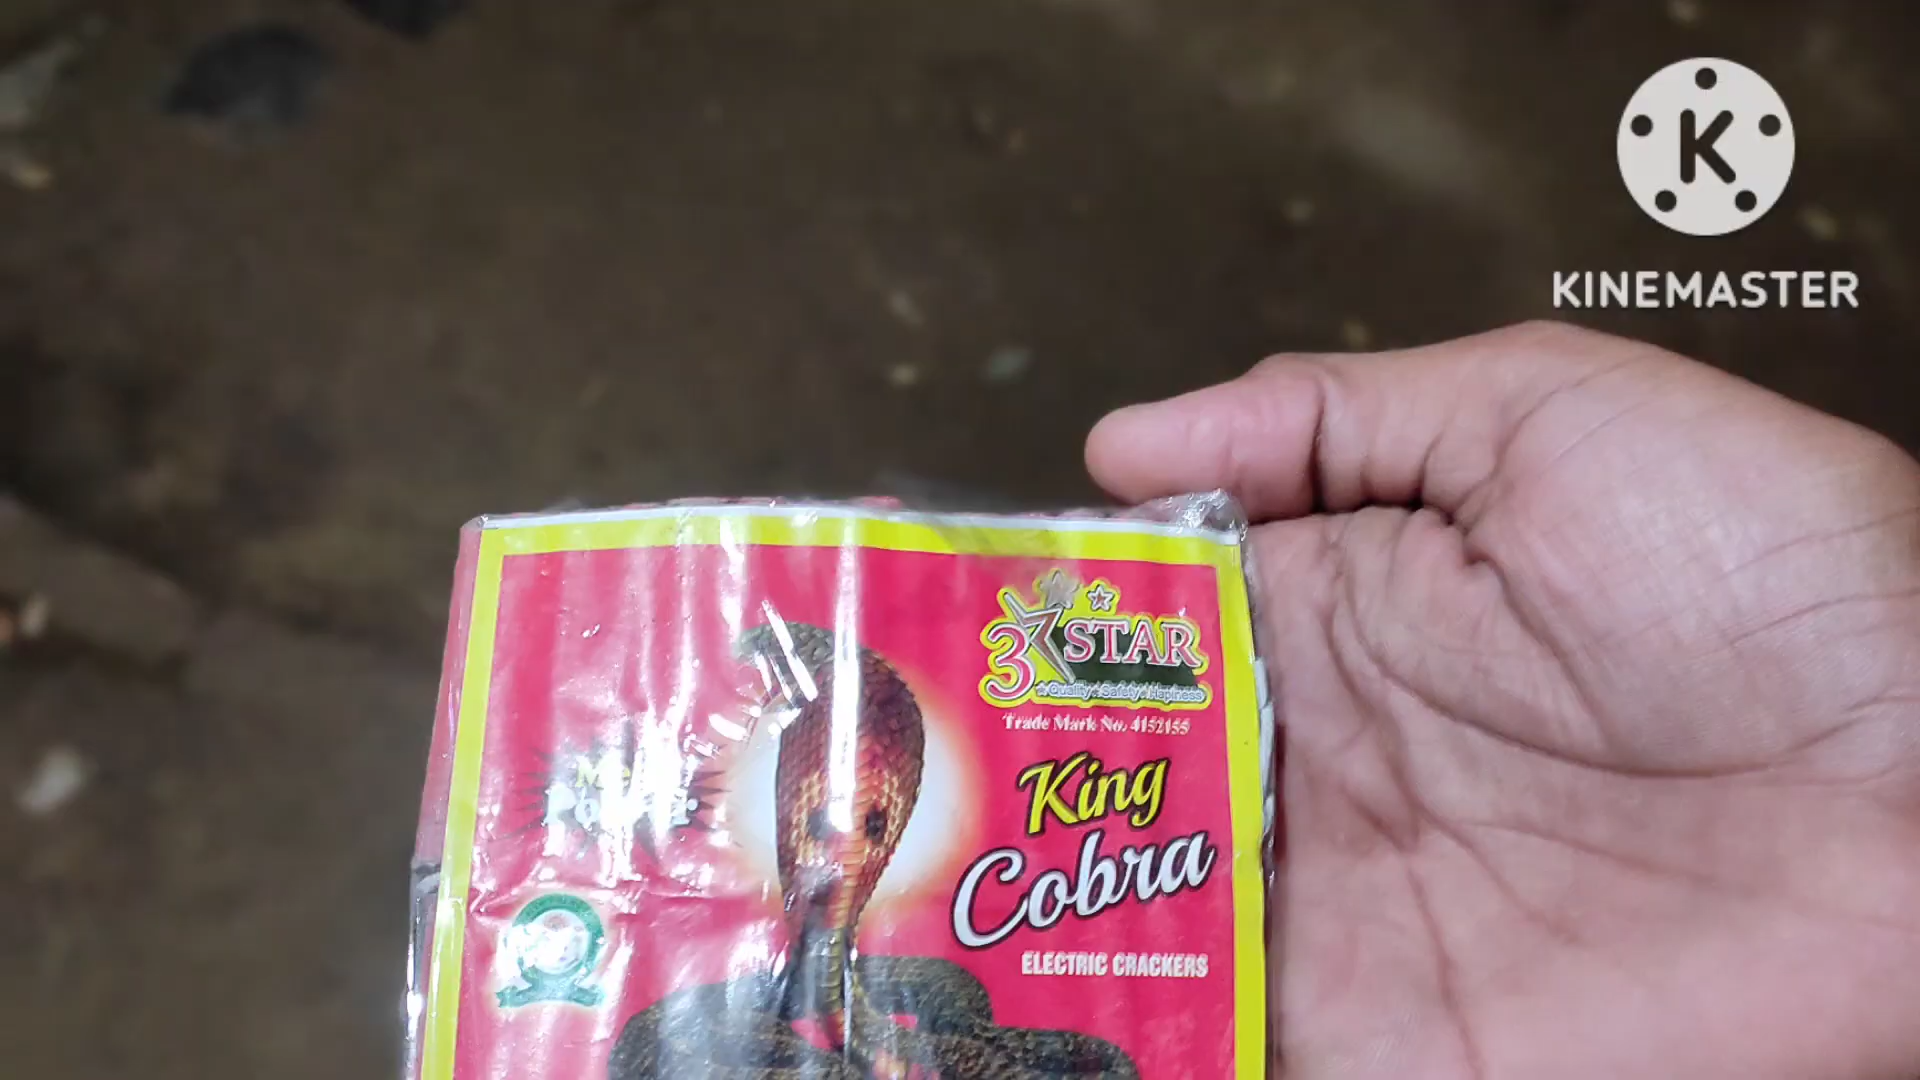 K
KINEMASTER
3 STAR
Quality Safety Hapiness
Trade Mark No. 4152155
King
Cobra
ELECTRIC CRACKERS